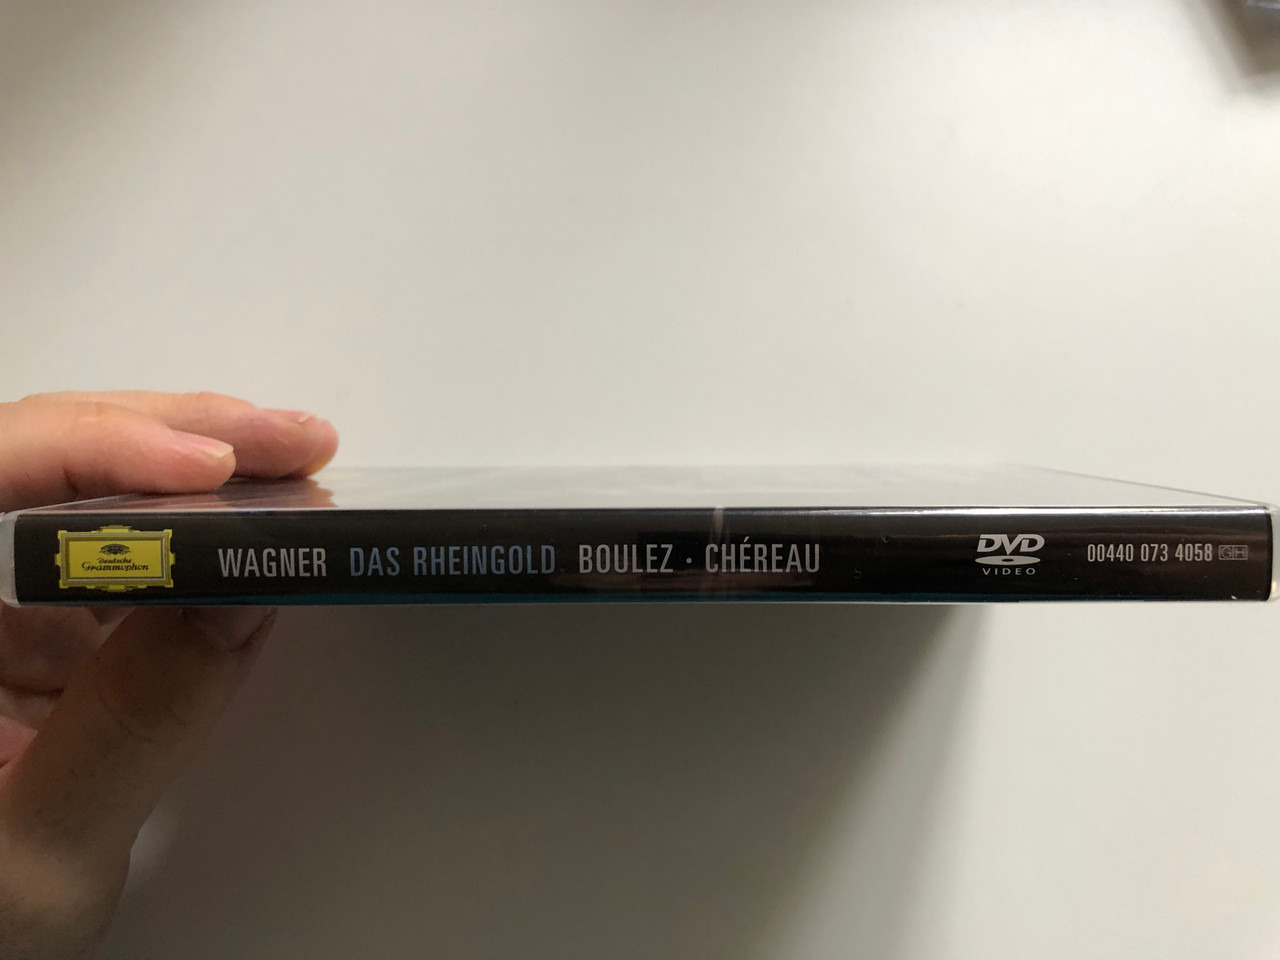 Deutsche
Grammophon
WAGNER DAS RHEINGOLD BOULEZ · CHÉREAU
DVD
VIDEO
00440 073 4058 GH